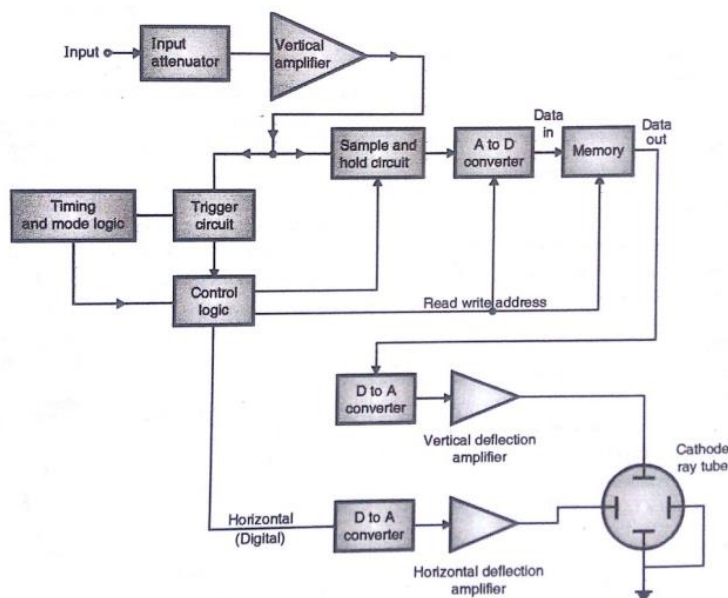 Input
Input
attenuator
Vertical
amplifier
Sample and
hold circuit
A to D
converter
Data
in
Memory
Data
out
Timing
and mode logic
Trigger
circuit
Control
logic
Read write address
D to A
converter
Vertical deflection
amplifier
Cathode
ray tube
Horizontal
(Digital)
D to A
converter
Horizontal deflection
amplifier